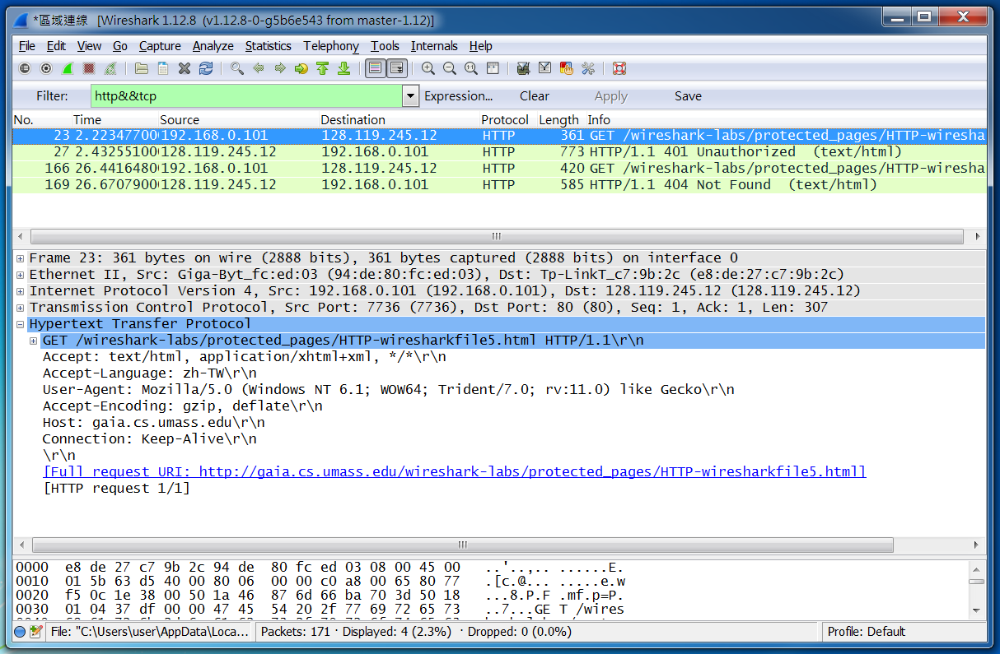 *區域連線 [Wireshark 1.12.8 (v1.12.8-0-g5b6e543 from master-1.12)]
File Edit View Go Capture Analyze Statistics Telephony Tools Internals Help
Filter: http&&tcp Expression... Clear Apply Save
No. Time Source Destination Protocol Length Info
23 2.223477000 192.168.0.101 128.119.245.12 HTTP 361 GET /wireshark-labs/protected_pages/HTTP-wiresha
27 2.432551000 128.119.245.12 192.168.0.101 HTTP 773 HTTP/1.1 401 Unauthorized (text/html)
166 26.44164800 192.168.0.101 128.119.245.12 HTTP 420 GET /wireshark-labs/protected_pages/HTTP-wiresha
169 26.67079000 128.119.245.12 192.168.0.101 HTTP 585 HTTP/1.1 404 Not Found (text/html)
Frame 23: 361 bytes on wire (2888 bits), 361 bytes captured (2888 bits) on interface 0
Ethernet II, Src: Giga-Byt_fc:ed:03 (94:de:80:fc:ed:03), Dst: Tp-LinkT_c7:9b:2c (e8:de:27:c7:9b:2c)
Internet Protocol Version 4, Src: 192.168.0.101 (192.168.0.101), Dst: 128.119.245.12 (128.119.245.12)
Transmission Control Protocol, Src Port: 7736 (7736), Dst Port: 80 (80), Seq: 1, Ack: 1, Len: 307
Hypertext Transfer Protocol
GET /wireshark-labs/protected_pages/HTTP-wiresharkfile5.html HTTP/1.1\r\n
Accept: text/html, application/xhtml+xml, */*\r\n
Accept-Language: zh-TW\r\n
User-Agent: Mozilla/5.0 (Windows NT 6.1; WOW64; Trident/7.0; rv:11.0) like Gecko\r\n
Accept-Encoding: gzip, deflate\r\n
Host: gaia.cs.umass.edu\r\n
Connection: Keep-Alive\r\n
\r\n
[Full request URI: http://gaia.cs.umass.edu/wireshark-labs/protected_pages/HTTP-wiresharkfile5.html]
[HTTP request 1/1]
0000 e8 de 27 c7 9b 2c 94 de 80 fc ed 03 08 00 45 00 ..'..,.. ......E.
0010 01 5b 63 d5 40 00 80 06 00 00 c0 a8 00 65 80 77 .[c.@... .....e.w
0020 f5 0c 1e 38 00 50 1a 46 87 6d 66 ba 70 3d 50 18 ...8.P.F .mf.p=P.
0030 01 04 37 df 00 00 47 45 54 20 2f 77 69 72 65 73 ..7...GE T /wires
File: "C:\Users\user\AppData\Loca... Packets: 171 · Displayed: 4 (2.3%) · Dropped: 0 (0.0%) Profile: Default